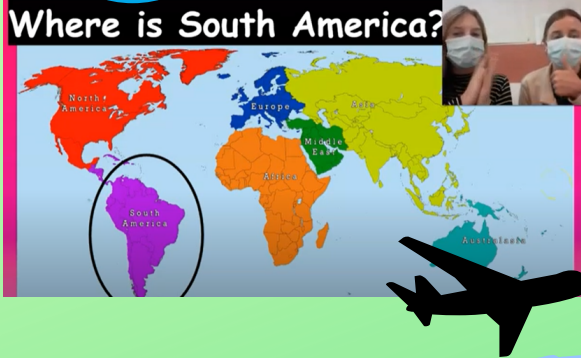 Where is South America?
North
America
Europe
Asia
Middle
East
Africa
South
America
Australasia